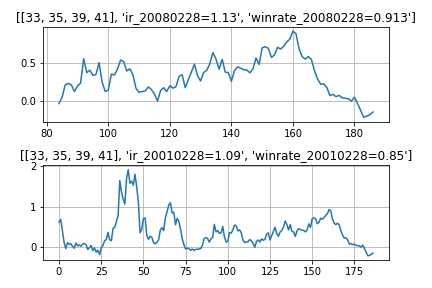 [[33, 35, 39, 41], 'ir_20080228=1.13', 'winrate_20080228=0.913']
0.5
0.0
80 100 120 140 160 180
[[33, 35, 39, 41], 'ir_20010228=1.09', 'winrate_20010228=0.85']
2
1
0
0 25 50 75 100 125 150 175